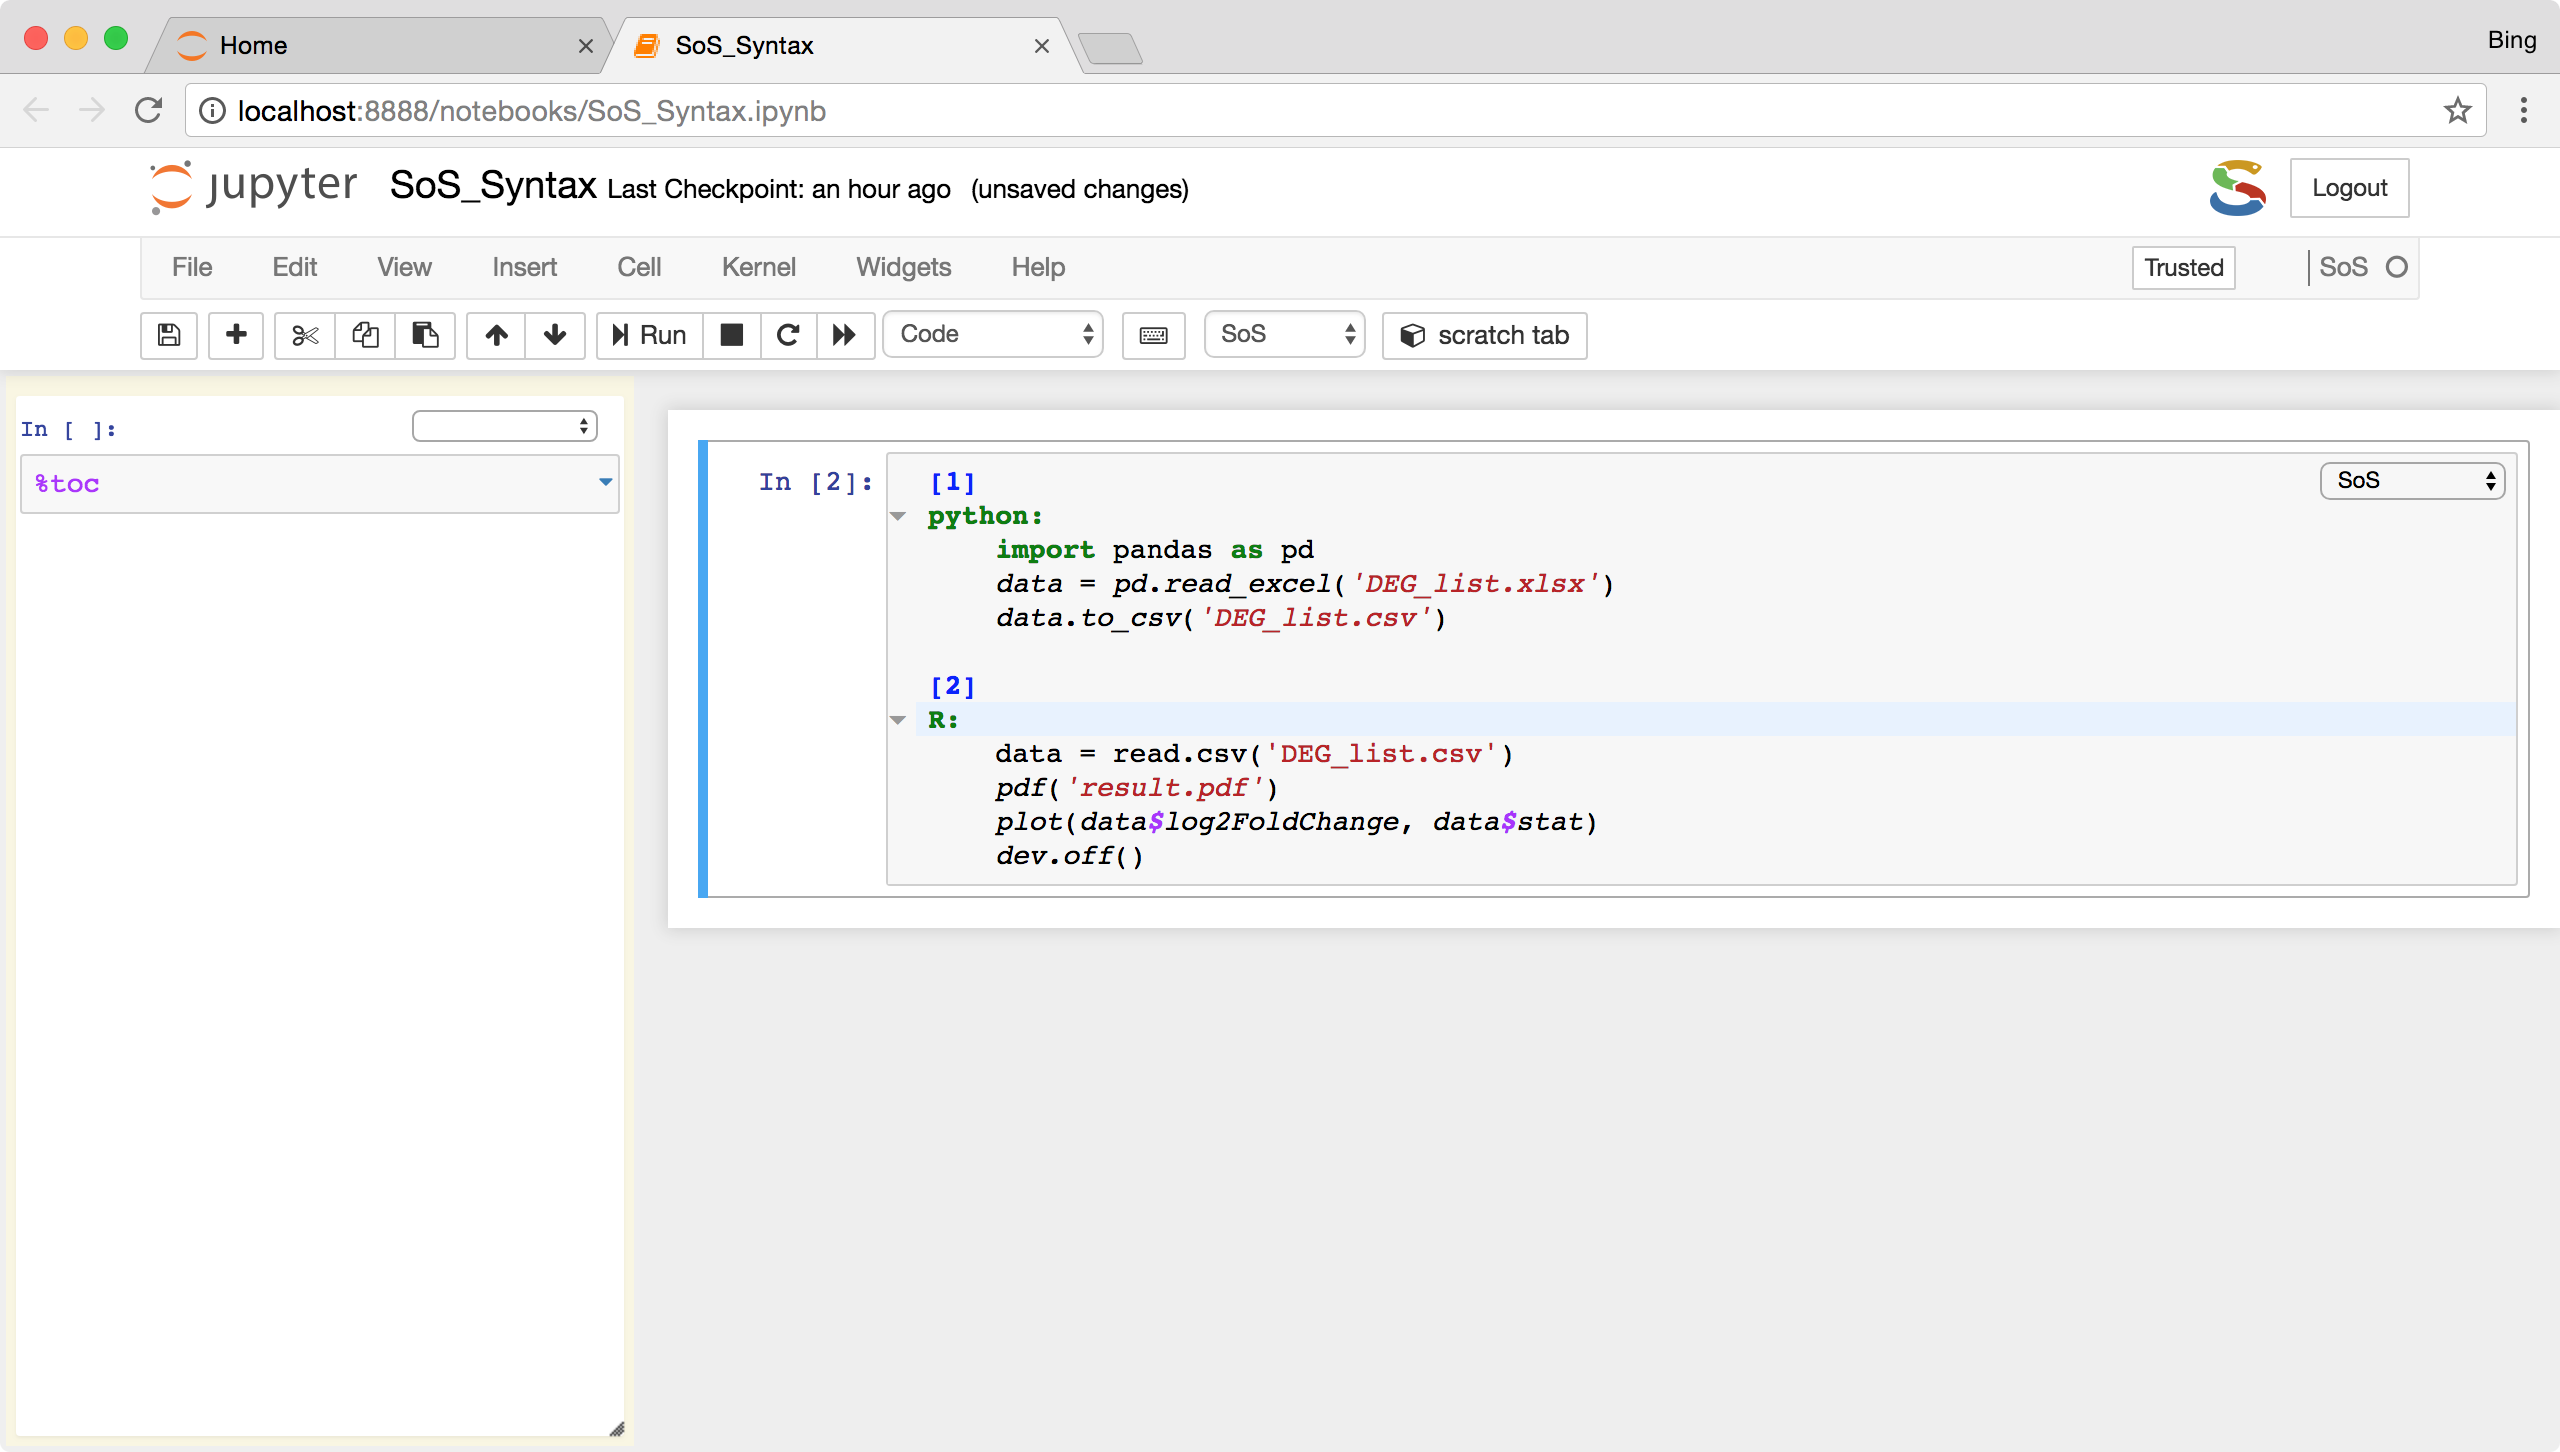 Home
SoS_Syntax
Bing
localhost:8888/notebooks/SoS_Syntax.ipynb
jupyter SoS_Syntax Last Checkpoint: an hour ago (unsaved changes)
Logout
File Edit View Insert Cell Kernel Widgets Help
Trusted
SoS
Run
Code
SoS
scratch tab
In [ ]:
%toc
In [2]:
SoS
[1]
python:
import pandas as pd
data = pd.read_excel('DEG_list.xlsx')
data.to_csv('DEG_list.csv')
[2]
R:
data = read.csv('DEG_list.csv')
pdf('result.pdf')
plot(data$log2FoldChange, data$stat)
dev.off()